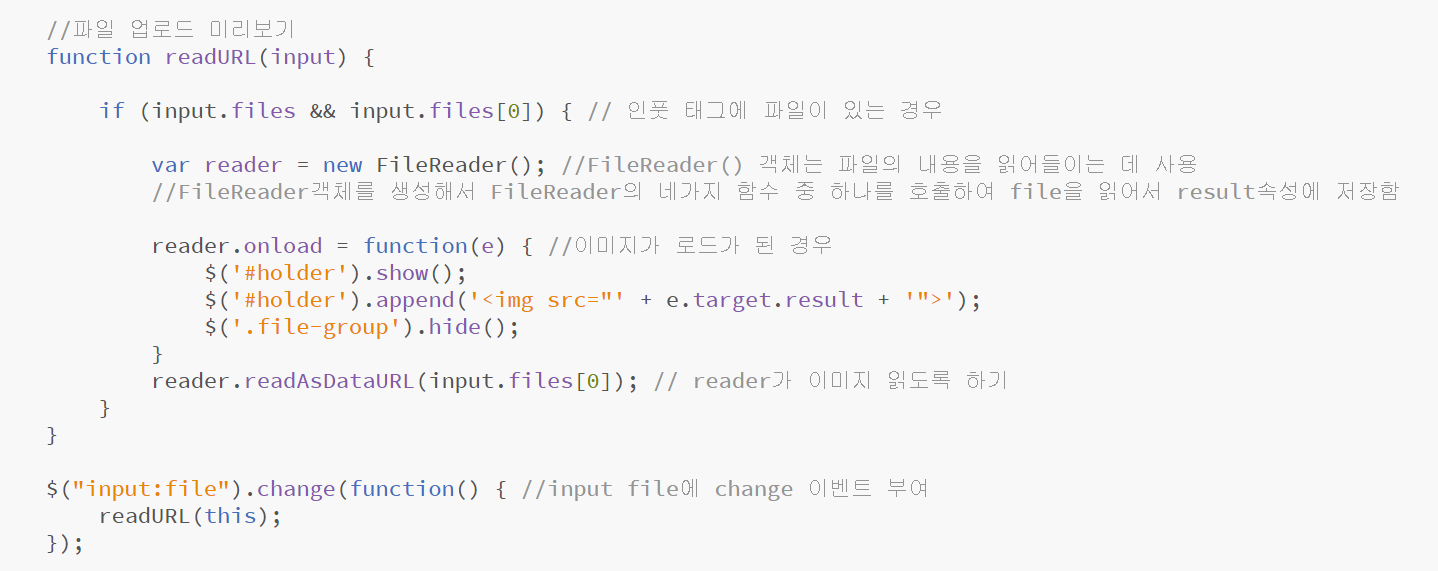 //파일 업로드 미리보기
function readURL(input) {
if (input.files && input.files[0]) { // 인풋 태그에 파일이 있는 경우
var reader = new FileReader(); //FileReader() 객체는 파일의 내용을 읽어들이는 데 사용
//FileReader객체를 생성해서 FileReader의 네가지 함수 중 하나를 호출하여 file을 읽어서 result속성에 저장함
reader.onload = function(e) { //이미지가 로드가 된 경우
$('#holder').show();
$('#holder').append('<img src="' + e.target.result + '">');
$('.file-group').hide();
}
reader.readAsDataURL(input.files[0]); // reader가 이미지 읽도록 하기
}
}
$("input:file").change(function() { //input file에 change 이벤트 부여
readURL(this);
});